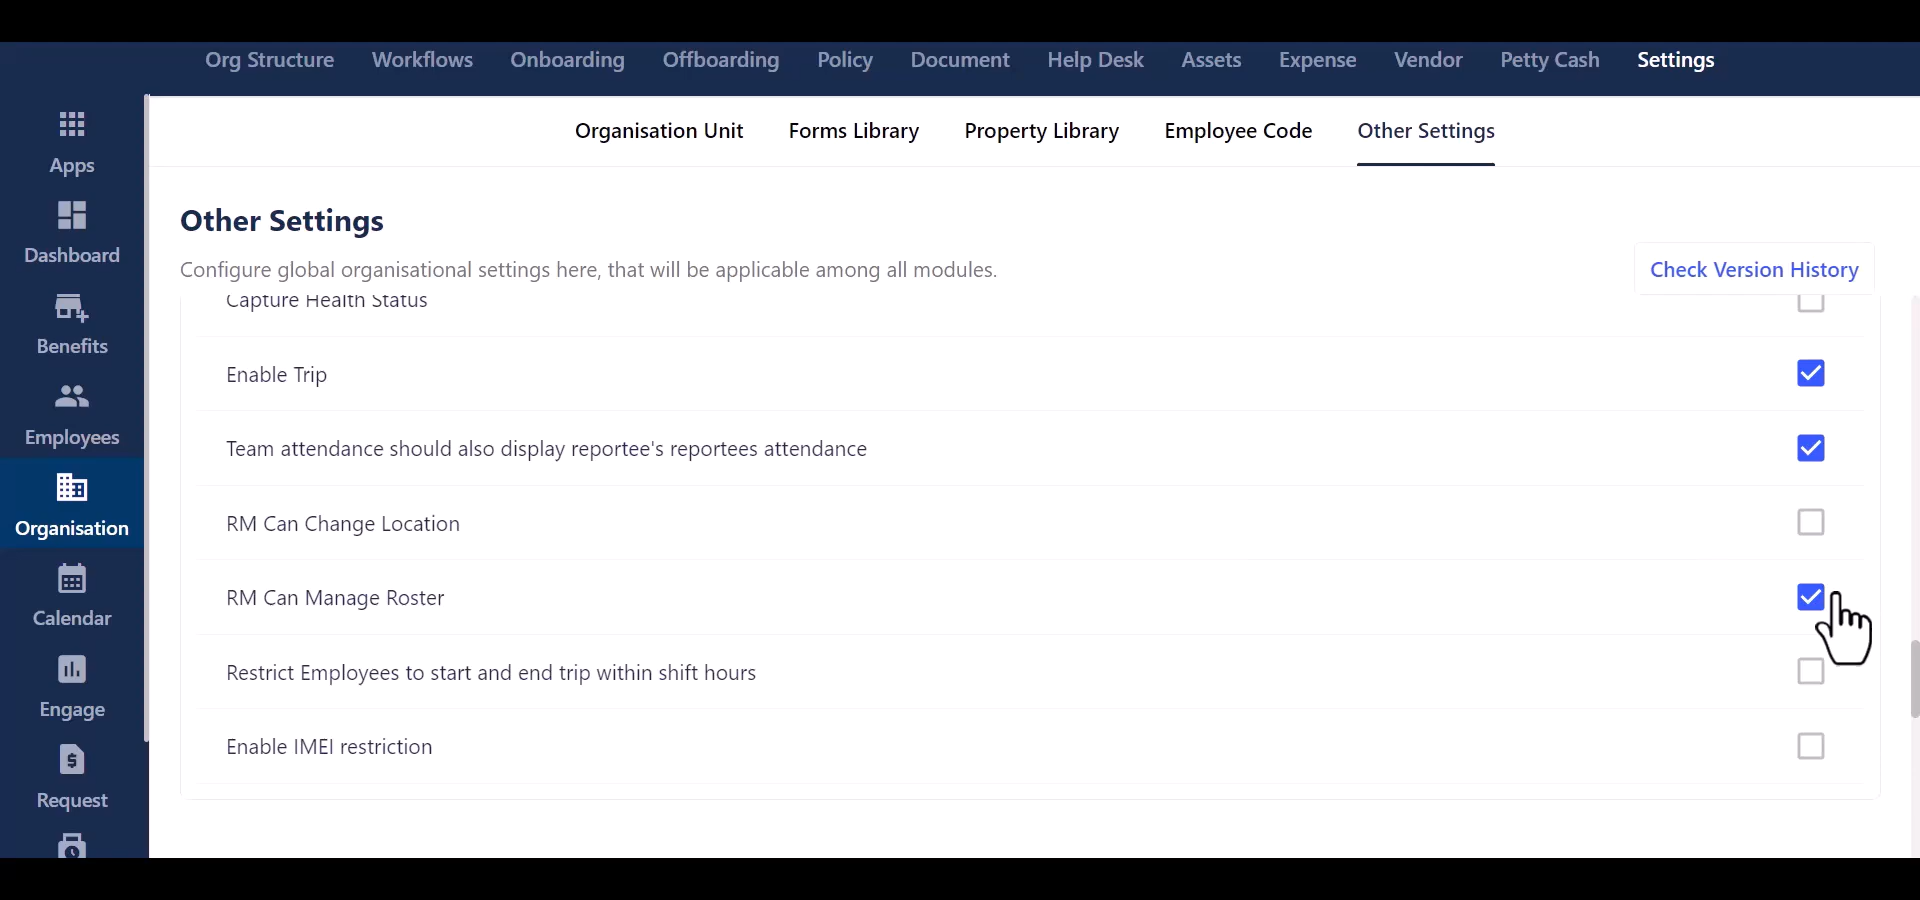 Org Structure
Workflows
Onboarding
Offboarding
Policy
Document
Help Desk
Assets
Expense
Vendor
Petty Cash
Settings
Apps
Dashboard
Benefits
Employees
Organisation
Calendar
Engage
Request
Organisation Unit
Forms Library
Property Library
Employee Code
Other Settings
Other Settings
Configure global organisational settings here, that will be applicable among all modules.
Check Version History
Capture Health Status
Enable Trip
Team attendance should also display reportee's reportees attendance
RM Can Change Location
RM Can Manage Roster
Restrict Employees to start and end trip within shift hours
Enable IMEI restriction